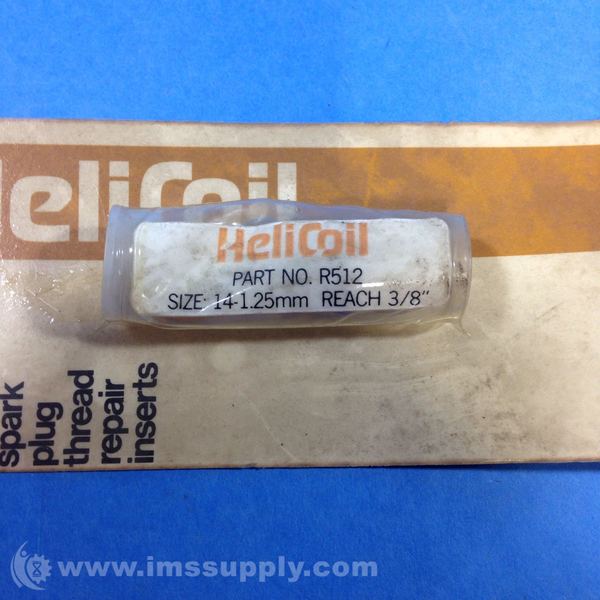 HeliCoil
HeliCoil
PART NO. R512
SIZE: 14-1.25mm REACH 3/8"
spark
plug
thread
repair
inserts
www.imssupply.com